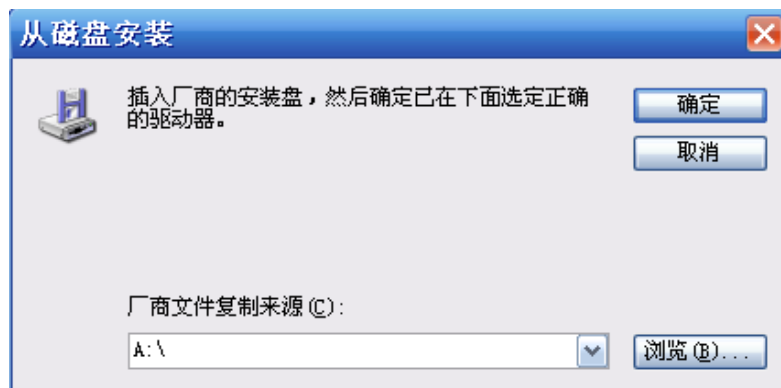 从磁盘安装
插入厂商的安装盘，然后确定已在下面选定正确
的驱动器。
确定
取消
厂商文件复制来源(C):
A:\
浏览(B)...